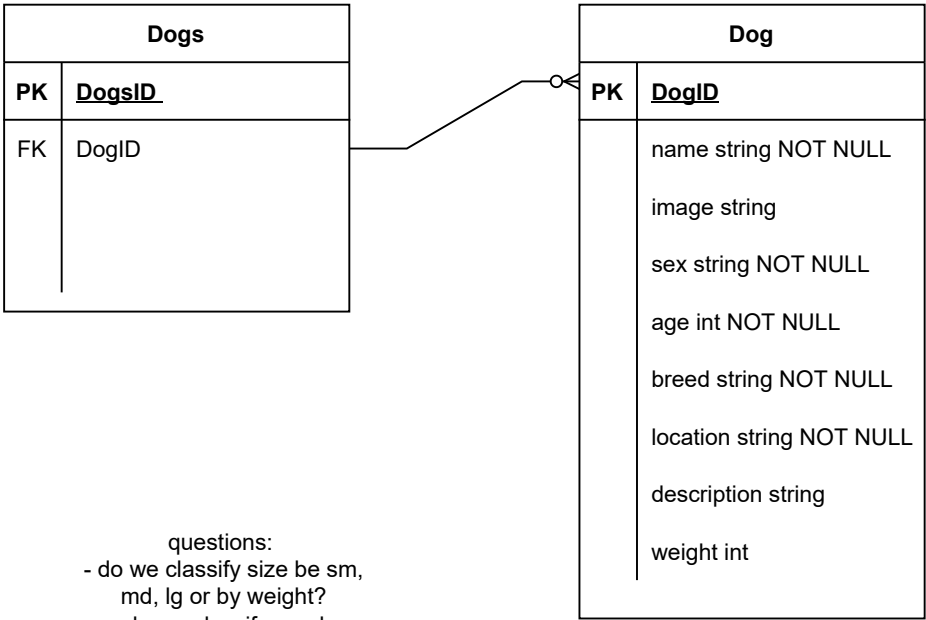 Dogs
PK DogsID
FK DogID
Dog
PK DogID
name string NOT NULL
image string
sex string NOT NULL
age int NOT NULL
breed string NOT NULL
location string NOT NULL
description string
weight int
questions:
- do we classify size be sm,
md, lg or by weight?